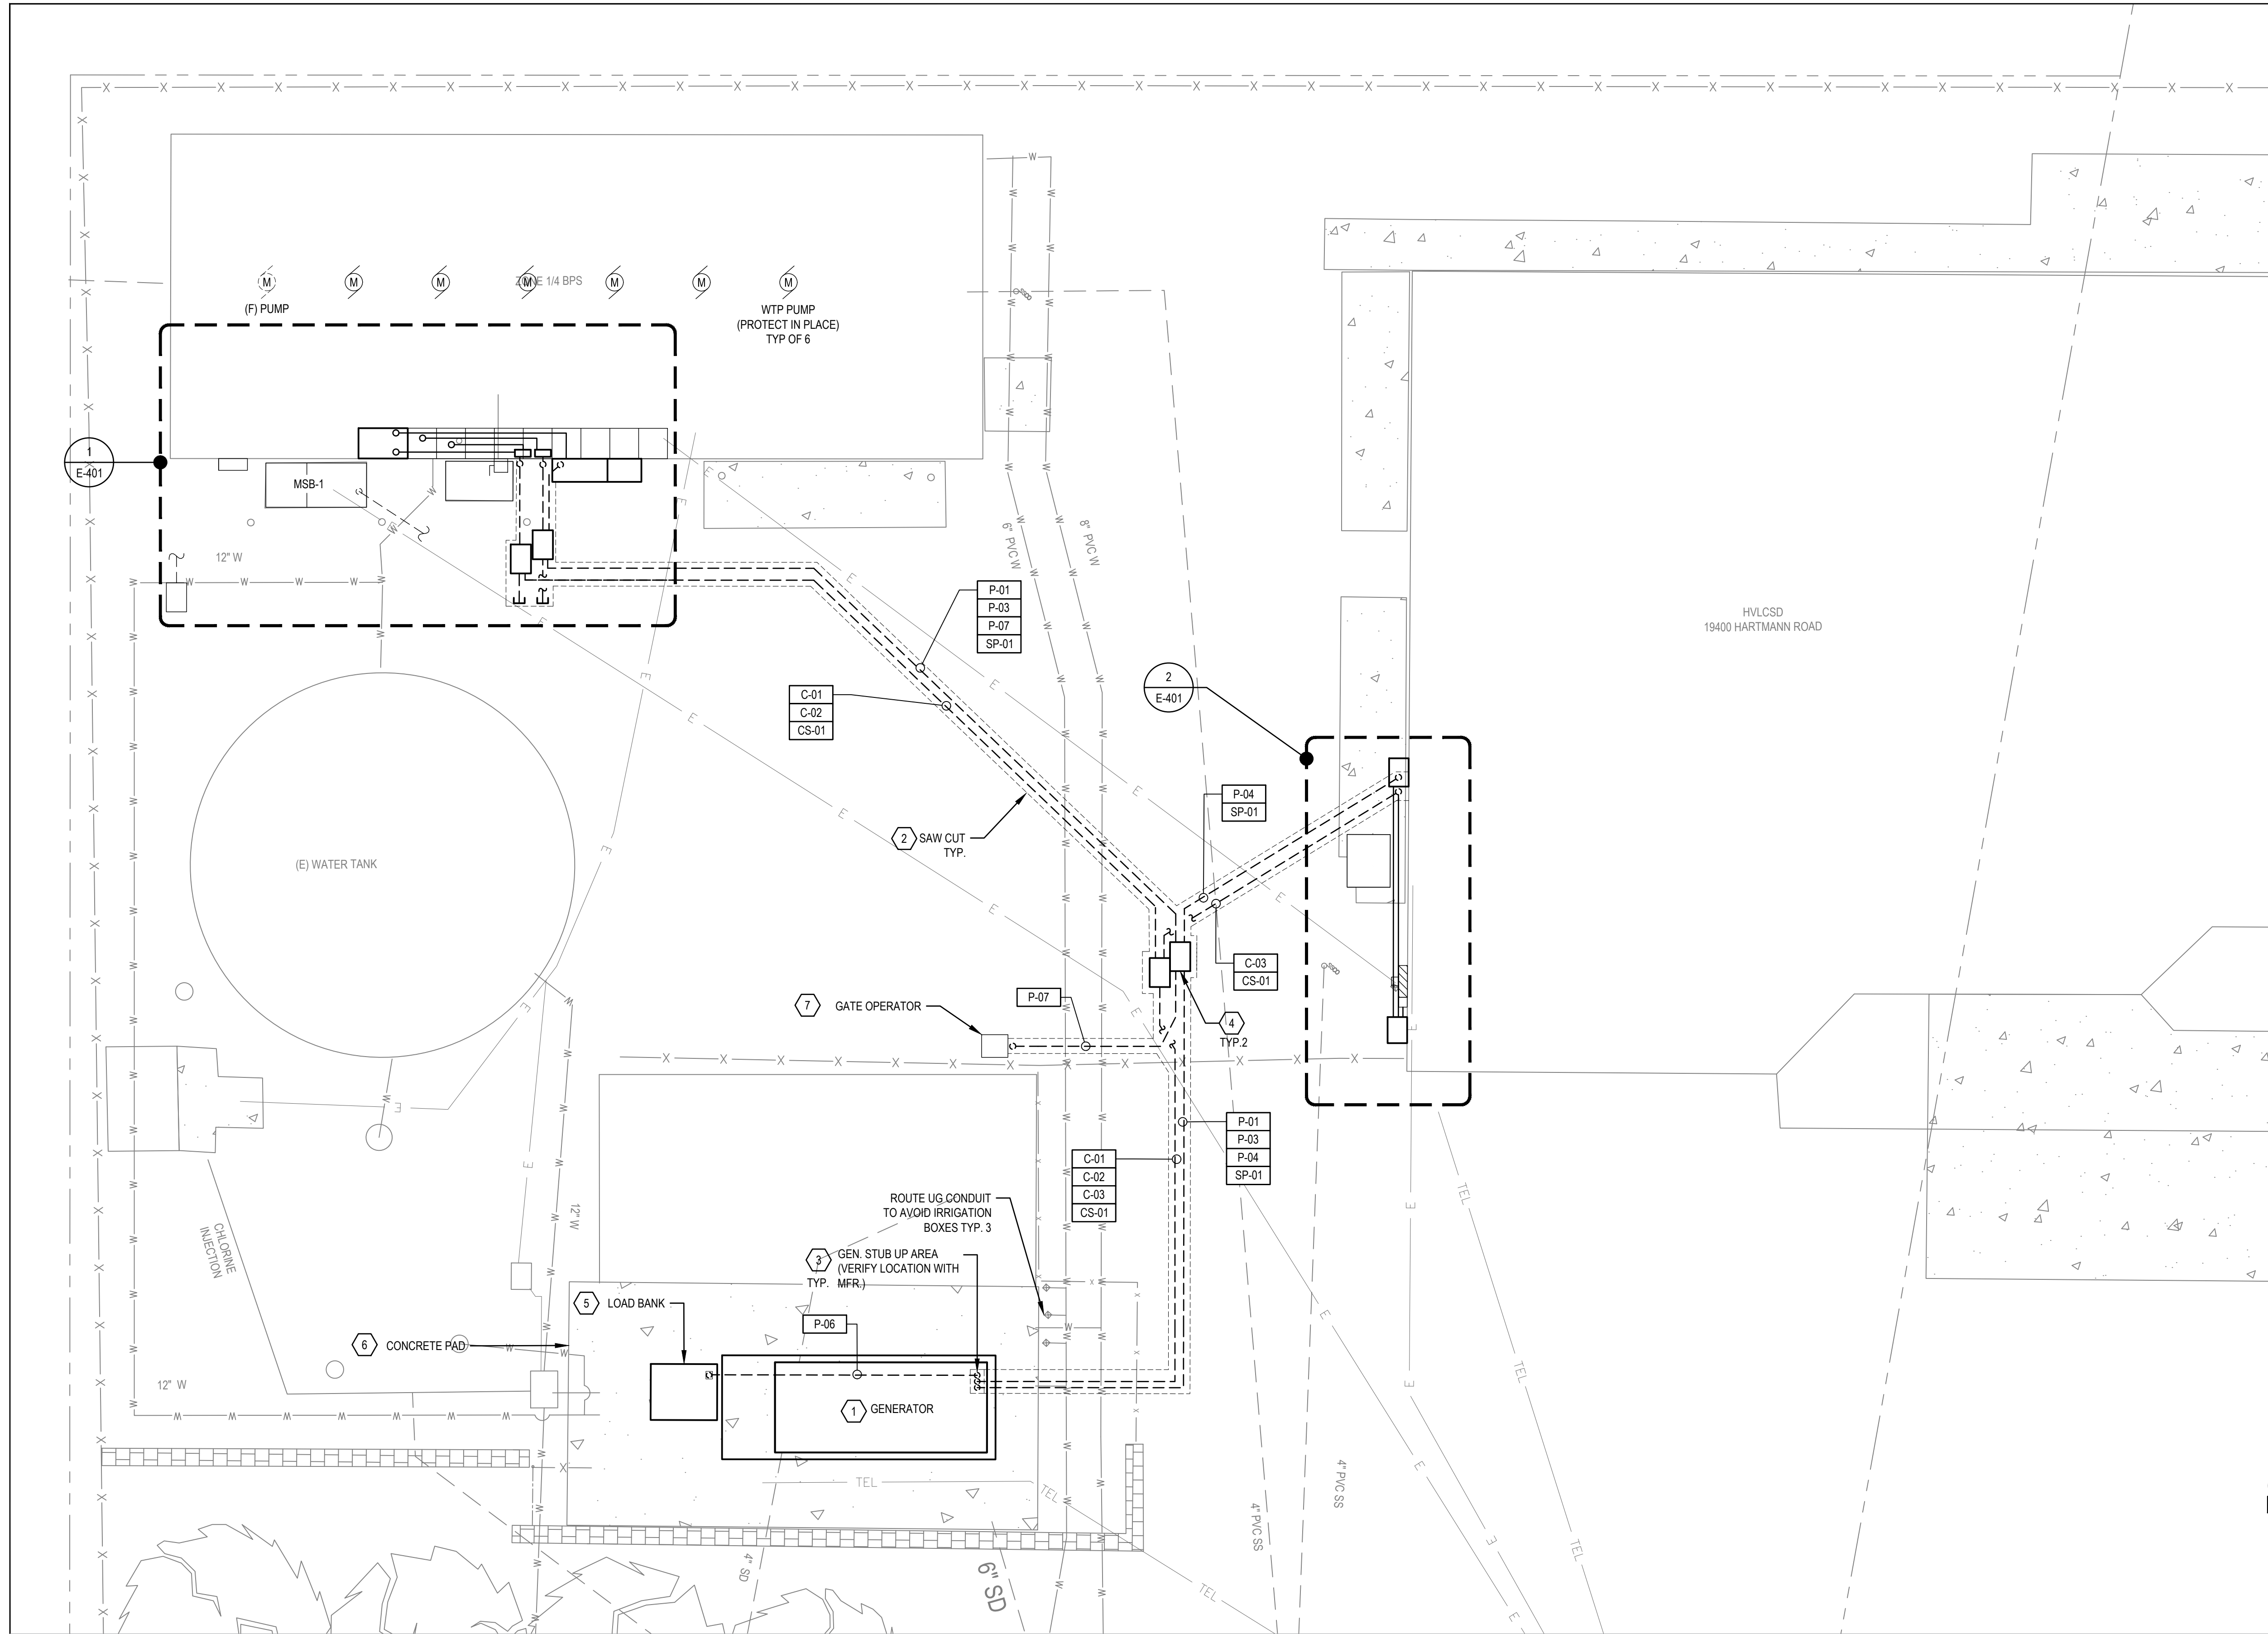 M
M
M
M
M
M
M
ZONE 1/4 BPS
(F) PUMP
WTP PUMP
(PROTECT IN PLACE)
TYP OF 6
1
E-401
MSB-1
12" W
6" PVC W
8" PVC W
P-01
P-03
P-07
SP-01
HVLCSD
19400 HARTMANN ROAD
C-01
C-02
CS-01
2
E-401
P-04
SP-01
2
SAW CUT
TYP.
(E) WATER TANK
C-03
CS-01
P-07
7
GATE OPERATOR
4
TYP.2
P-01
P-03
P-04
SP-01
C-01
C-02
C-03
CS-01
ROUTE UG CONDUIT
TO AVOID IRRIGATION
BOXES TYP. 3
12" W
CHLORINE
INJECTION
3
GEN. STUB UP AREA
(VERIFY LOCATION WITH
TYP.
MFR.)
5
LOAD BANK
P-06
6
CONCRETE PAD
12" W
1
GENERATOR
TEL
TEL
TEL
TEL
TEL
TEL
4" PVC SS
4" PVC SS
4" SD
6" SD